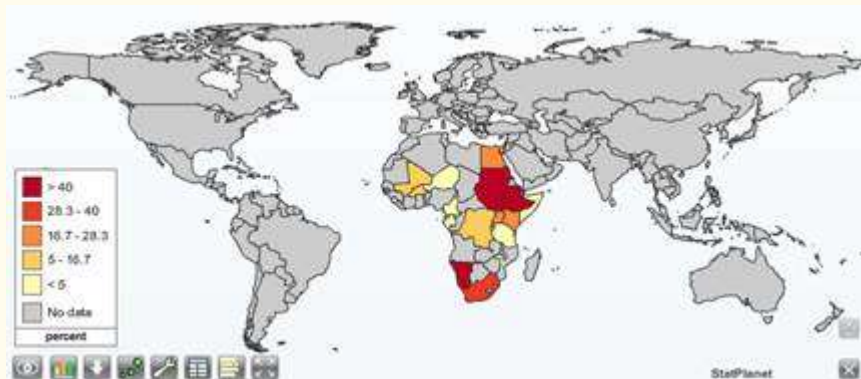 > 40
28.3 - 40
16.7 - 28.3
5 - 16.7
< 5
No data
percent
StatPlanet